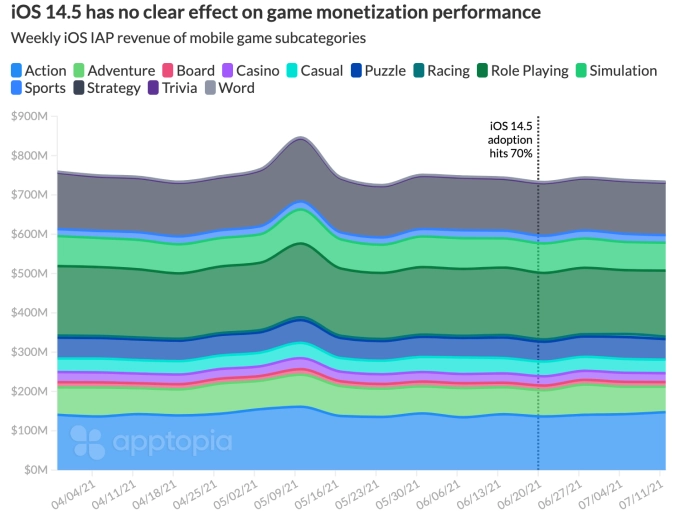 iOS 14.5 has no clear effect on game monetization performance
Weekly iOS IAP revenue of mobile game subcategories
Action Adventure Board Casino Casual Puzzle Racing Role Playing Simulation
Sports Strategy Trivia Word
$900M
iOS 14.5
adoption
hits 70%
$800M
$700M
$600M
$500M
$400M
$300M
$200M
$100M
apptopia
$0M
04/04/21 04/11/21 04/18/21 04/25/21 05/02/21 05/09/21 05/16/21 05/23/21 05/30/21 06/06/21 06/13/21 06/20/21 06/27/21 07/04/21 07/11/21